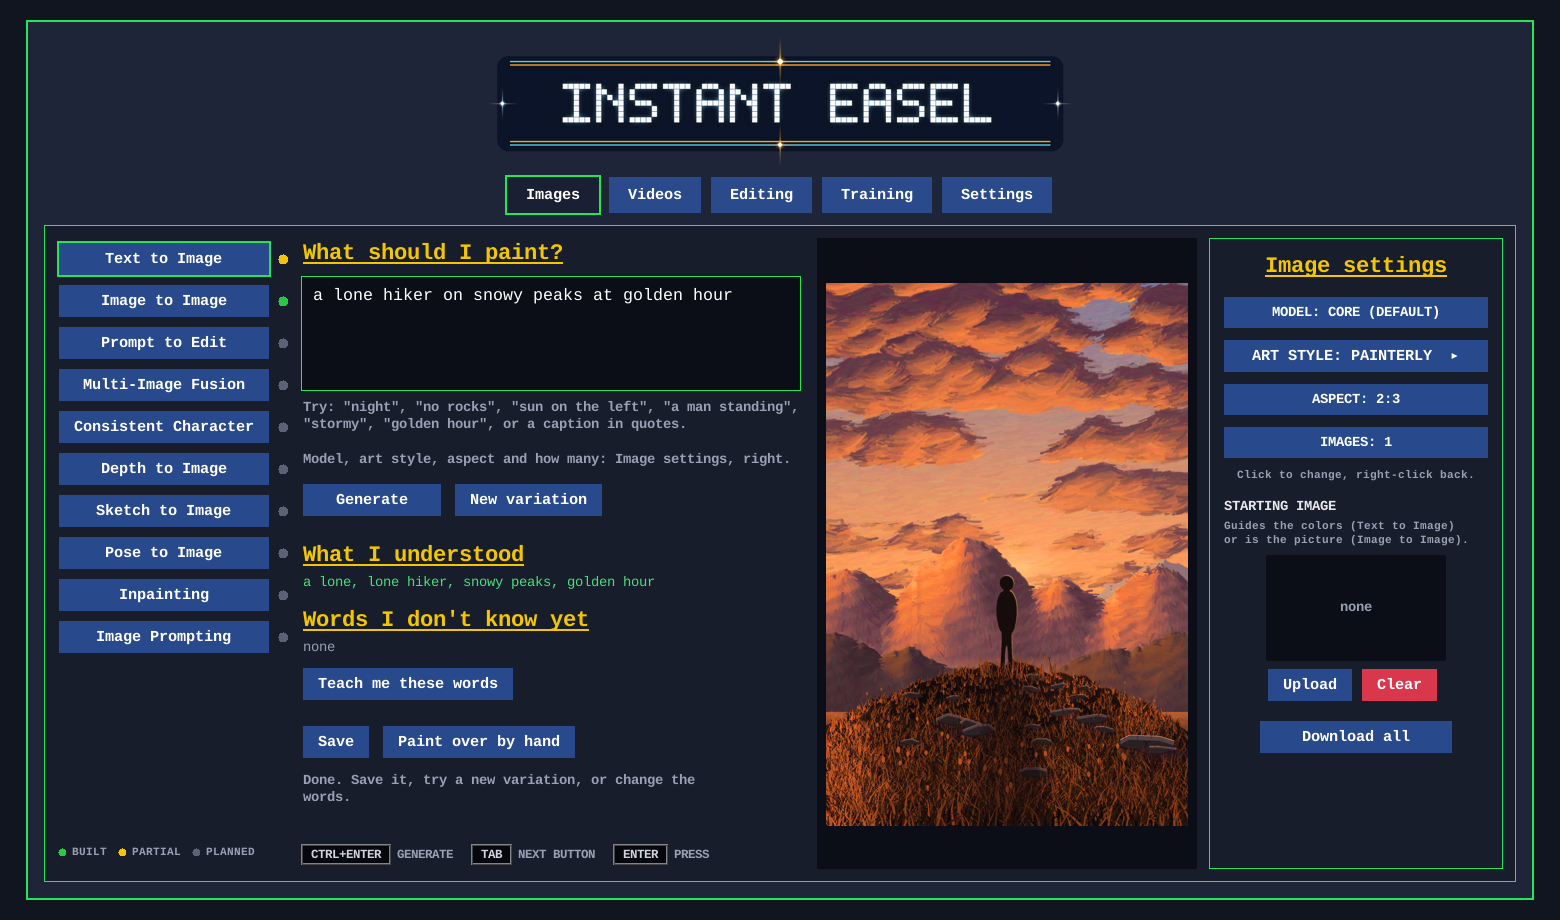 INSTANT EASEL
Images
Videos
Editing
Training
Settings
Text to Image
Image to Image
Prompt to Edit
Multi-Image Fusion
Consistent Character
Depth to Image
Sketch to Image
Pose to Image
Inpainting
Image Prompting
BUILT
PARTIAL
PLANNED
What should I paint?
a lone hiker on snowy peaks at golden hour
Try: "night", "no rocks", "sun on the left", "a man standing",
"stormy", "golden hour", or a caption in quotes.
Model, art style, aspect and how many: Image settings, right.
Generate
New variation
What I understood
a lone, lone hiker, snowy peaks, golden hour
Words I don't know yet
none
Teach me these words
Save
Paint over by hand
Done. Save it, try a new variation, or change the
words.
CTRL+ENTER GENERATE
TAB NEXT BUTTON
ENTER PRESS
Image settings
MODEL: CORE (DEFAULT)
ART STYLE: PAINTERLY ▸
ASPECT: 2:3
IMAGES: 1
Click to change, right-click back.
STARTING IMAGE
Guides the colors (Text to Image)
or is the picture (Image to Image).
none
Upload
Clear
Download all